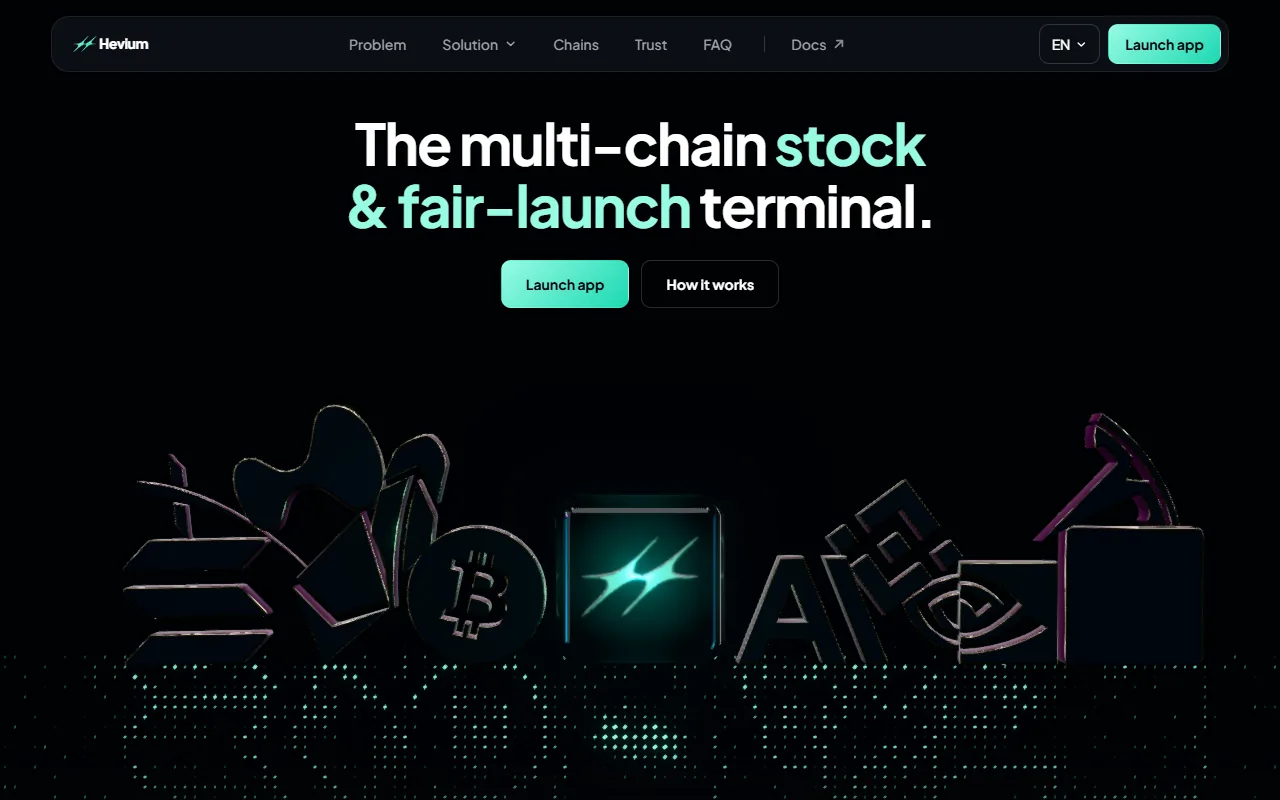 Hevium
Problem
Solution
Chains
Trust
FAQ
Docs
EN
Launch app
The multi-chain stock
& fair-launch terminal.
Launch app
How it works
AI